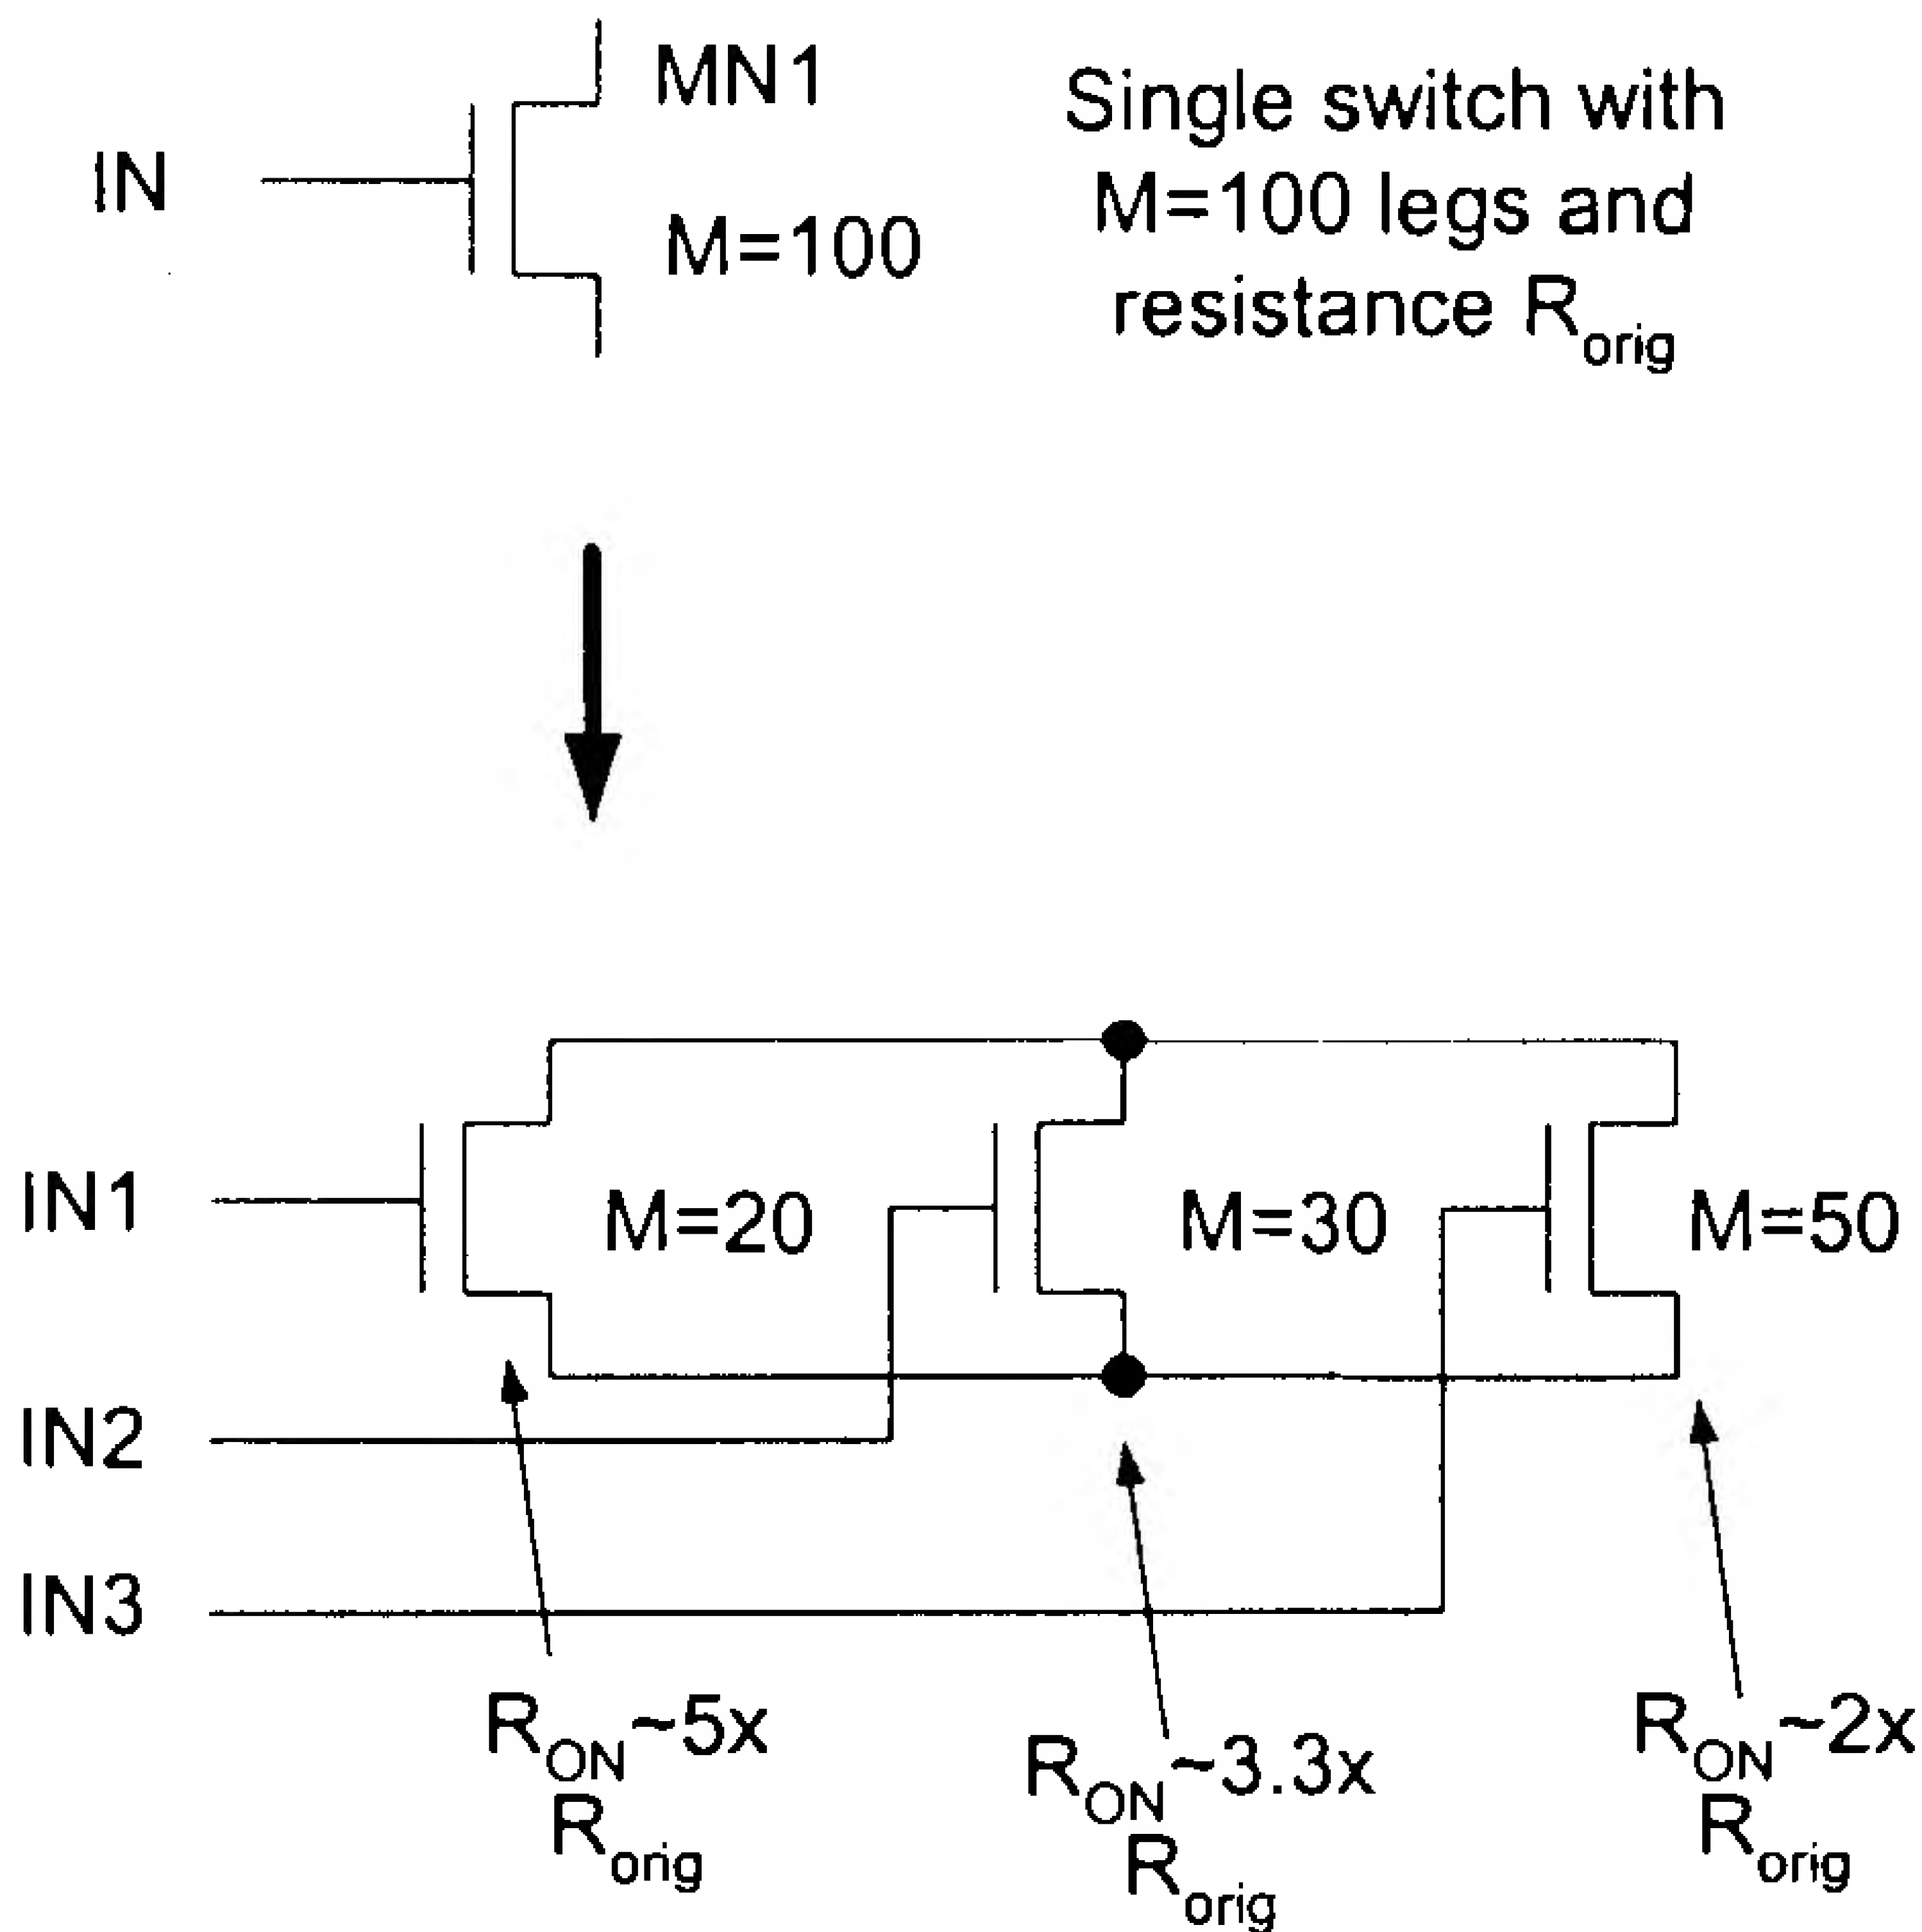 MN1
IN
M=100
Single switch with
M=100 legs and
resistance Rorig
IN1
M=20
M=30
M=50
IN2
IN3
RON~5x
Rorig
RON~3.3x
Rorig
RON~2x
Rorig